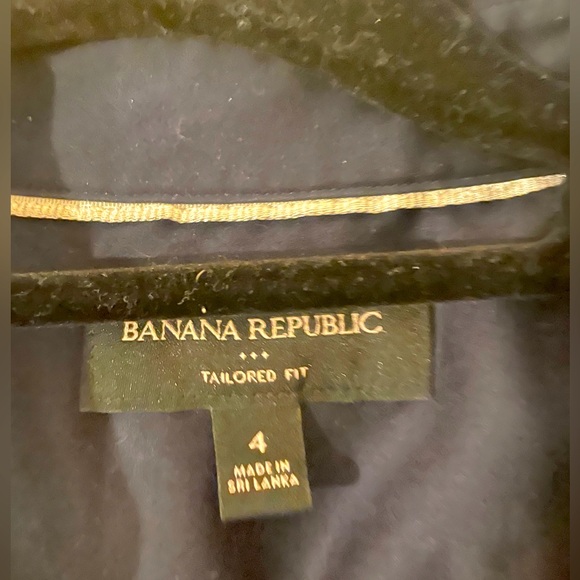 BANANA REPUBLIC
TAILORED FIT
4
MADE IN
SRI LANKA